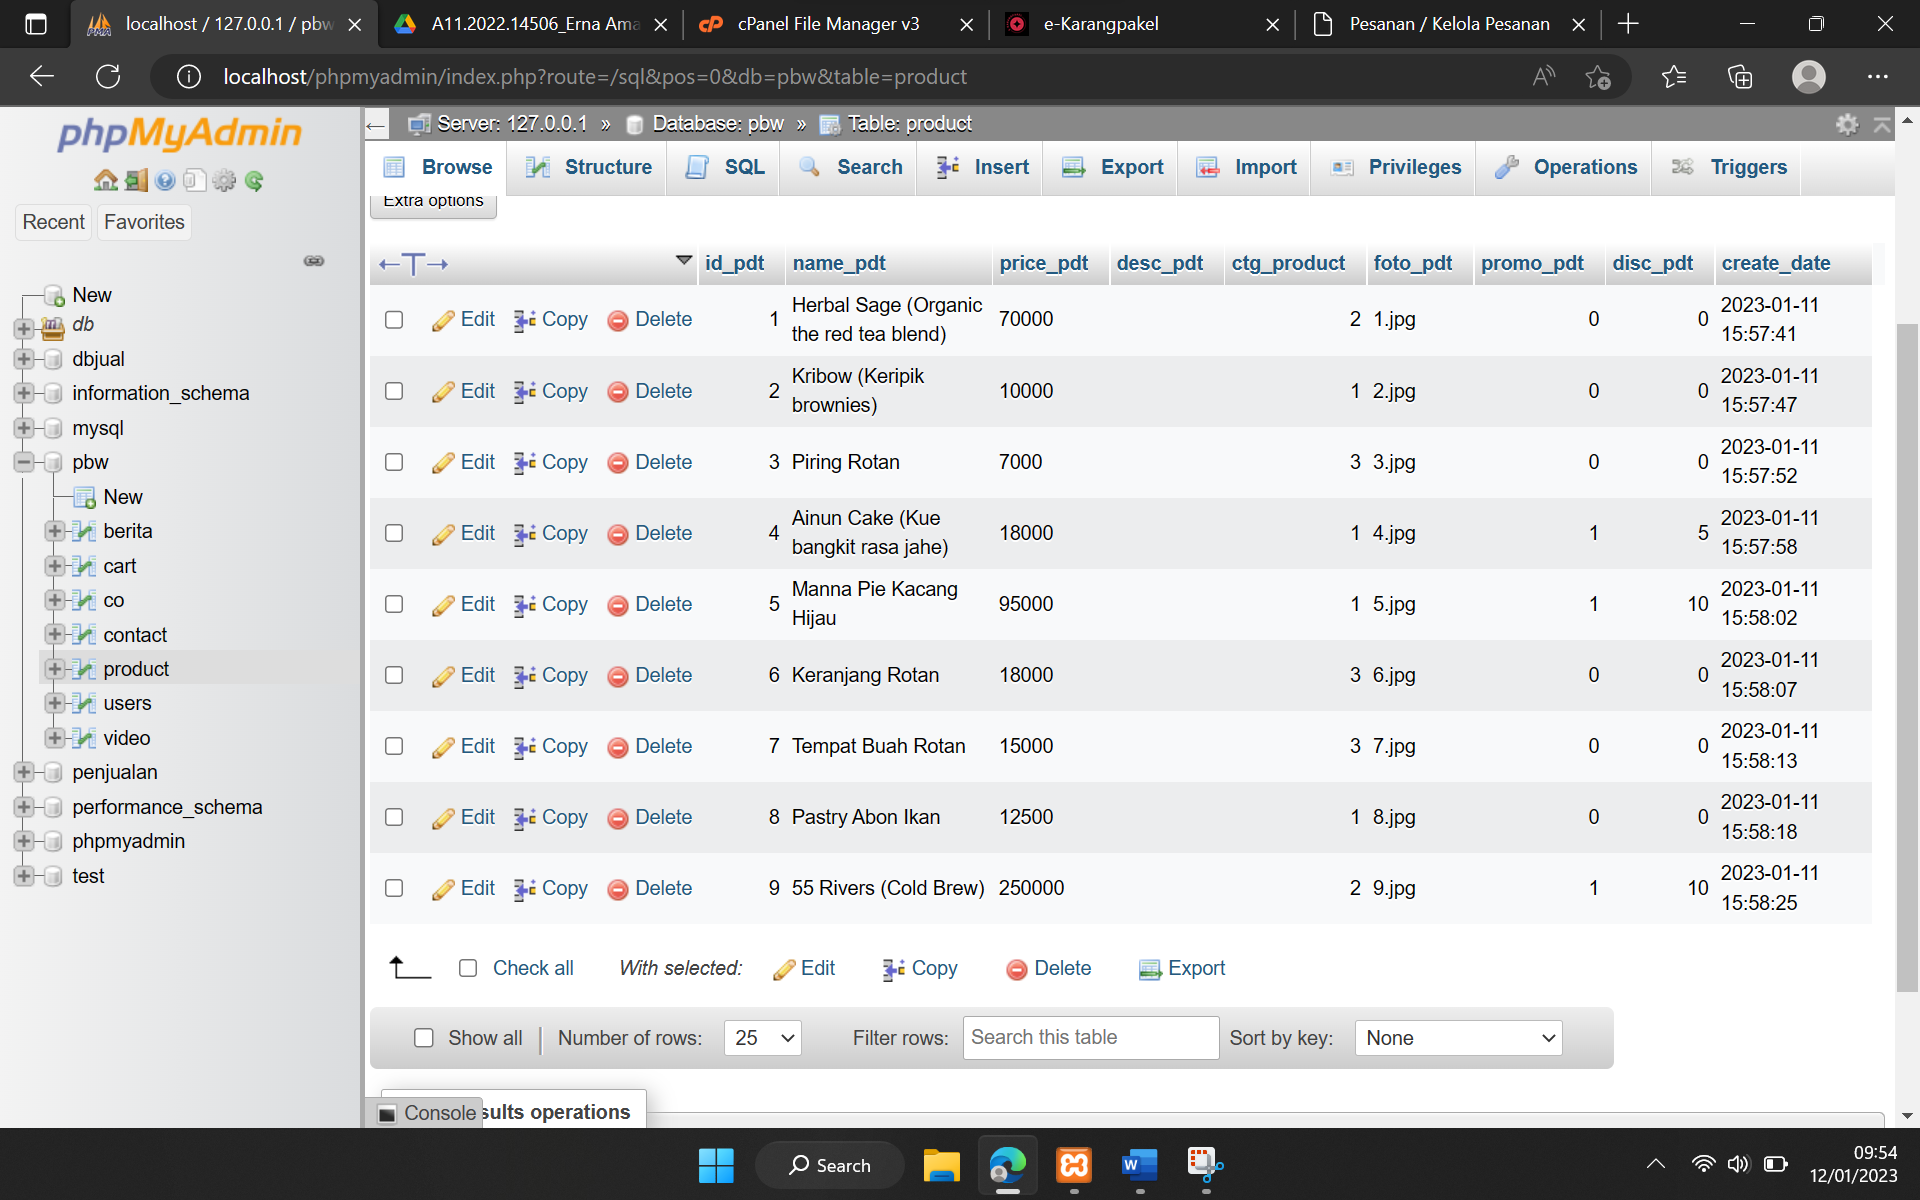 localhost / 127.0.0.1 / pbw
A11.2022.14506_Erna Ama
cPanel File Manager v3
e-Karangpakel
Pesanan / Kelola Pesanan
localhost/phpmyadmin/index.php?route=/sql&pos=0&db=pbw&table=product
phpMyAdmin
Recent
Favorites
New
db
dbjual
information_schema
mysql
pbw
New
berita
cart
co
contact
product
users
video
penjualan
performance_schema
phpmyadmin
test
Server: 127.0.0.1 » Database: pbw » Table: product
Browse Structure SQL Search Insert Export Import Privileges Operations Triggers
Extra options
id_pdt name_pdt price_pdt desc_pdt ctg_product foto_pdt promo_pdt disc_pdt create_date
Edit Copy Delete 1 Herbal Sage (Organic the red tea blend) 70000 2 1.jpg 0 0 2023-01-11 15:57:41
Edit Copy Delete 2 Kribow (Keripik brownies) 10000 1 2.jpg 0 0 2023-01-11 15:57:47
Edit Copy Delete 3 Piring Rotan 7000 3 3.jpg 0 0 2023-01-11 15:57:52
Edit Copy Delete 4 Ainun Cake (Kue bangkit rasa jahe) 18000 1 4.jpg 1 5 2023-01-11 15:57:58
Edit Copy Delete 5 Manna Pie Kacang Hijau 95000 1 5.jpg 1 10 2023-01-11 15:58:02
Edit Copy Delete 6 Keranjang Rotan 18000 3 6.jpg 0 0 2023-01-11 15:58:07
Edit Copy Delete 7 Tempat Buah Rotan 15000 3 7.jpg 0 0 2023-01-11 15:58:13
Edit Copy Delete 8 Pastry Abon Ikan 12500 1 8.jpg 0 0 2023-01-11 15:58:18
Edit Copy Delete 9 55 Rivers (Cold Brew) 250000 2 9.jpg 1 10 2023-01-11 15:58:25
Check all With selected: Edit Copy Delete Export
Show all Number of rows: 25 Filter rows: Search this table Sort by key: None
Console sults operations
Search
09:54
12/01/2023